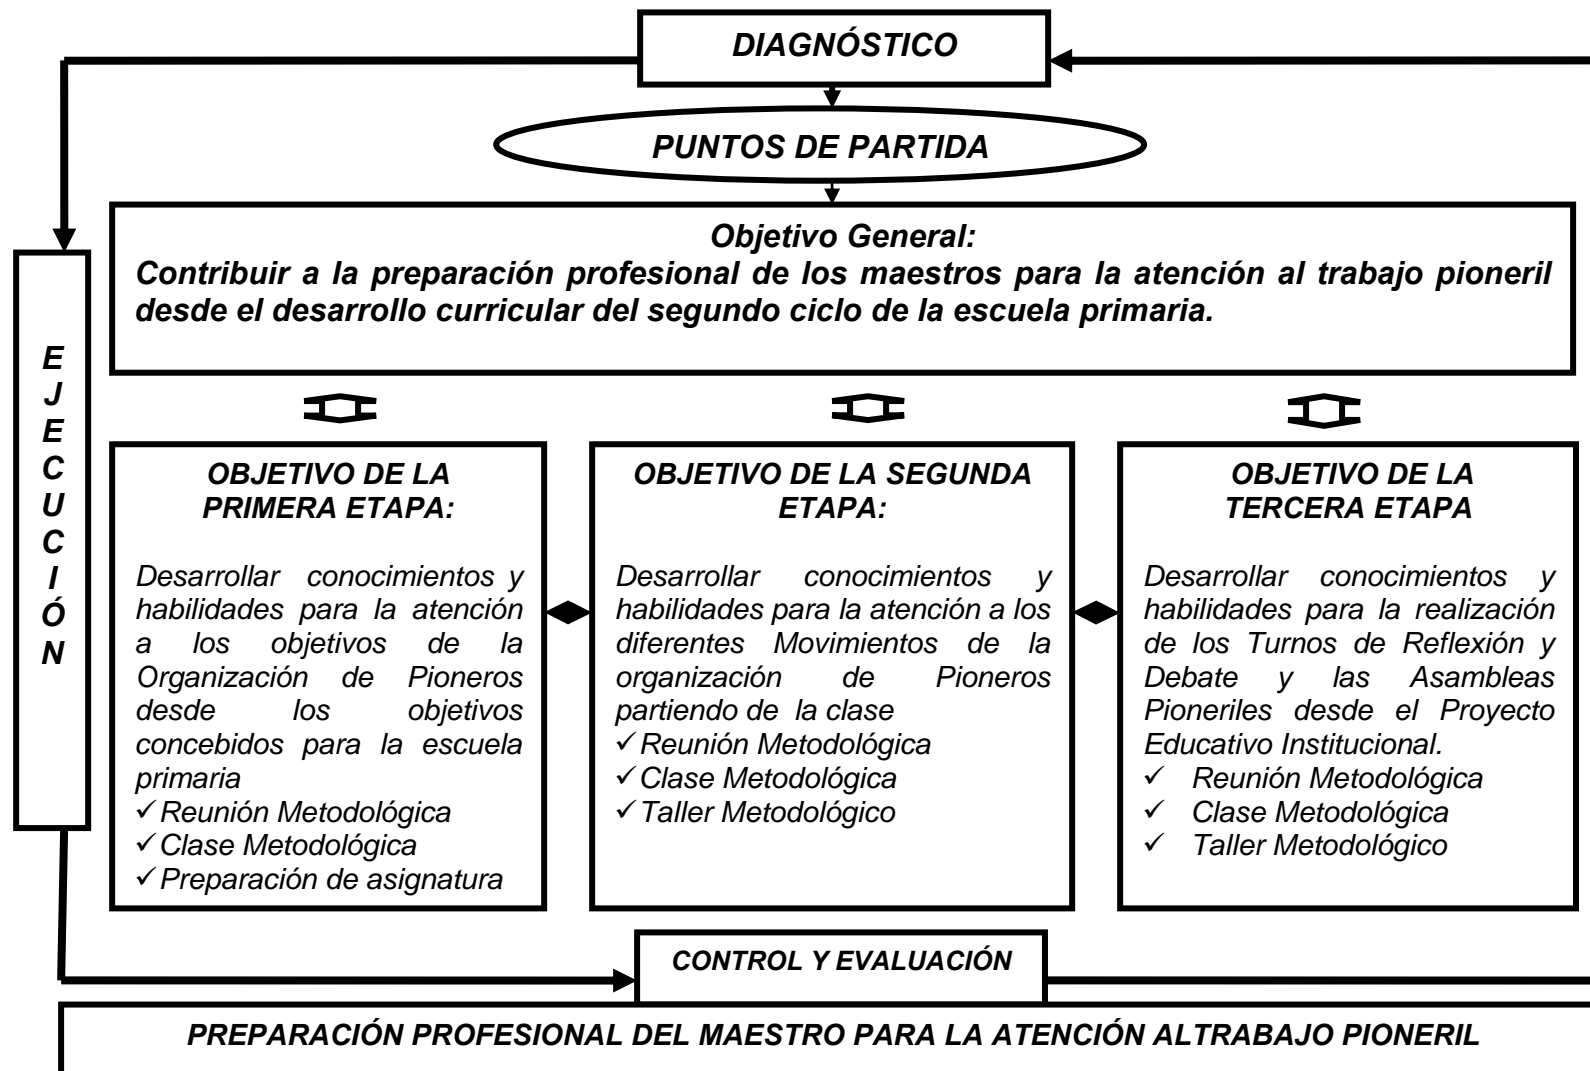 DIAGNÓSTICO
PUNTOS DE PARTIDA
Objetivo General:
Contribuir a la preparación profesional de los maestros para la atención al trabajo pioneril
desde el desarrollo curricular del segundo ciclo de la escuela primaria.
E
J
E
C
U
C
I
Ó
N
OBJETIVO DE LA
PRIMERA ETAPA:
Desarrollar conocimientos y
habilidades para la atención
a los objetivos de la
Organización de Pioneros
desde los objetivos
concebidos para la escuela
primaria
✓Reunión Metodológica
✓Clase Metodológica
✓Preparación de asignatura
OBJETIVO DE LA SEGUNDA
ETAPA:
Desarrollar conocimientos y
habilidades para la atención a los
diferentes Movimientos de la
organización de Pioneros
partiendo de la clase
✓Reunión Metodológica
✓Clase Metodológica
✓Taller Metodológico
OBJETIVO DE LA
TERCERA ETAPA
Desarrollar conocimientos y
habilidades para la realización
de los Turnos de Reflexión y
Debate y las Asambleas
Pioneriles desde el Proyecto
Educativo Institucional.
✓ Reunión Metodológica
✓ Clase Metodológica
✓ Taller Metodológico
CONTROL Y EVALUACIÓN
PREPARACIÓN PROFESIONAL DEL MAESTRO PARA LA ATENCIÓN ALTRABAJO PIONERIL